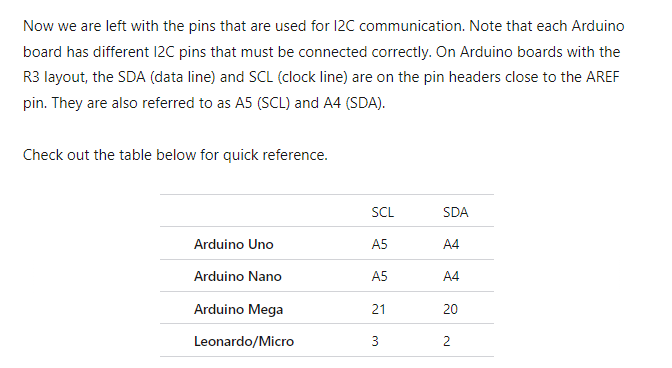 Now we are left with the pins that are used for I2C communication. Note that each Arduino
board has different I2C pins that must be connected correctly. On Arduino boards with the
R3 layout, the SDA (data line) and SCL (clock line) are on the pin headers close to the AREF
pin. They are also referred to as A5 (SCL) and A4 (SDA).
Check out the table below for quick reference.
SCL SDA
Arduino Uno A5 A4
Arduino Nano A5 A4
Arduino Mega 21 20
Leonardo/Micro 3 2